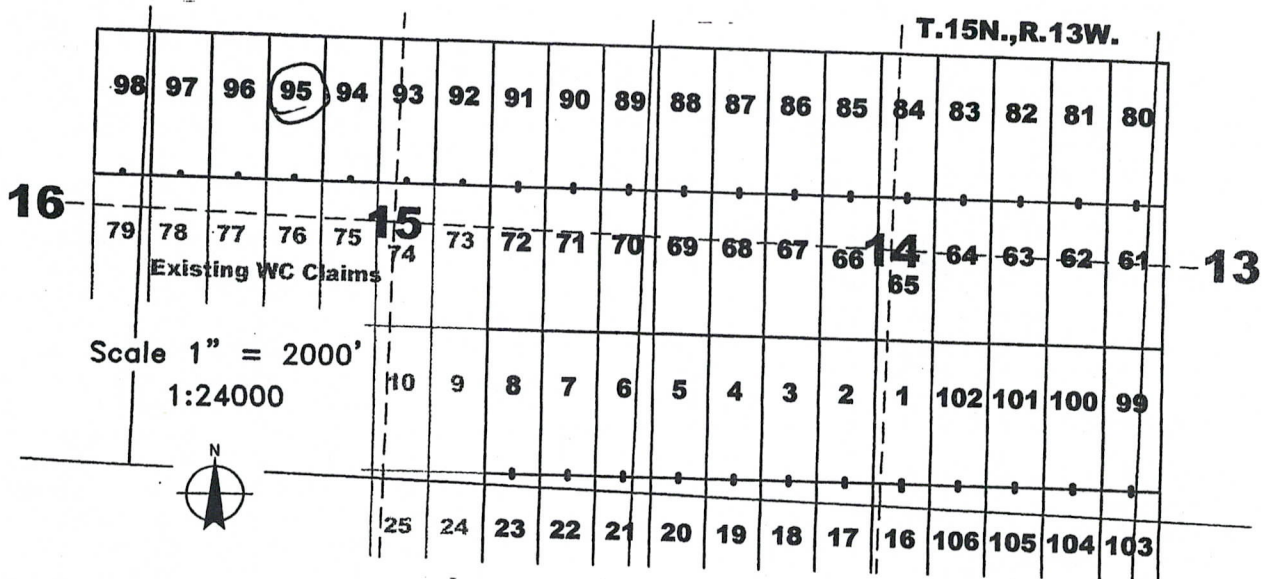 T.15N.,R.13W.
98 97 96 95 94 93 92 91 90 89 88 87 86 85 84 83 82 81 80
16 15 14 13
79 78 77 76 75 74 73 72 71 70 69 68 67 66 65 64 63 62 61
Existing WC Claims
Scale 1” = 2000’
1:24000
10 9 8 7 6 5 4 3 2 1 102 101 100 99
N
25 24 23 22 21 20 19 18 17 16 106 105 104 103